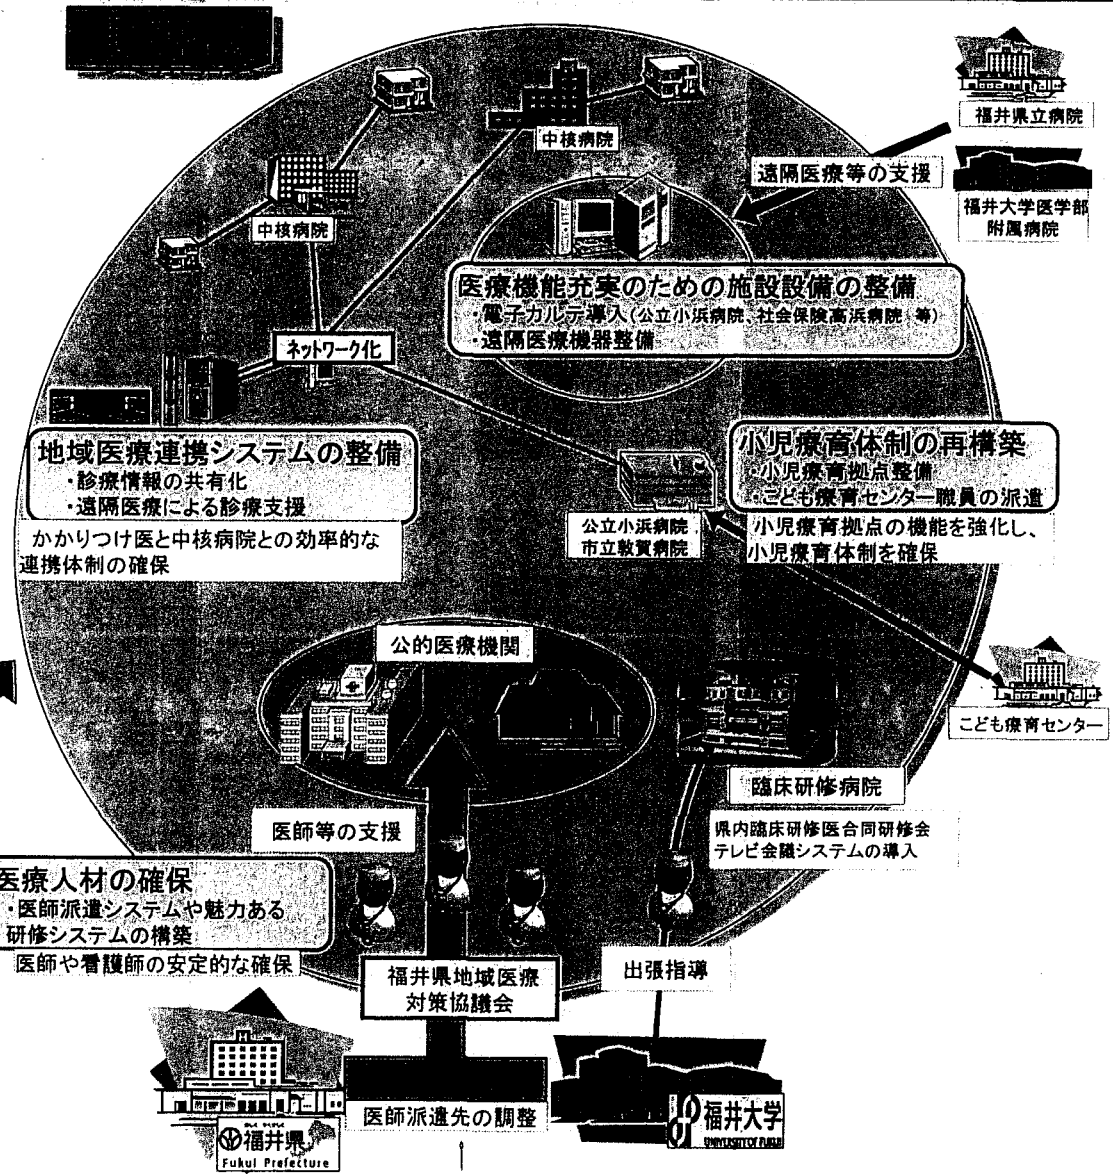 中核病院
福井県立病院
遠隔医療等の支援
福井大学医学部
附属病院
中核病院
医療機能充実のための施設設備の整備
・電子カルテ導入(公立小浜病院、社会保険高浜病院 等)
・遠隔医療機器整備
ネットワーク化
地域医療連携システムの整備
・診療情報の共有化
・遠隔医療による診療支援
かかりつけ医と中核病院との効率的な
連携体制の確保
小児療育体制の再構築
・小児療育拠点整備
・こども療育センター職員の派遣
小児療育拠点の機能を強化し、
小児療育体制を確保
公立小浜病院
市立敦賀病院
公的医療機関
こども療育センター
臨床研修病院
県内臨床研修医合同研修会
テレビ会議システムの導入
医師等の支援
医療人材の確保
・医師派遣システムや魅力ある
研修システムの構築
医師や看護師の安定的な確保
福井県地域医療
対策協議会
出張指導
医師派遣先の調整
福井県
Fukui Prefecture
福井大学
UNIVERSITY OF FUKUI